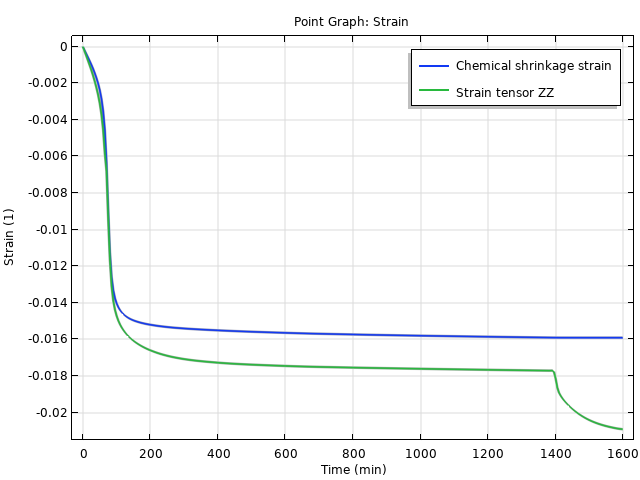 Point Graph: Strain
Chemical shrinkage strain
Strain tensor ZZ
Strain (1)
0
-0.002
-0.004
-0.006
-0.008
-0.01
-0.012
-0.014
-0.016
-0.018
-0.02
0 200 400 600 800 1000 1200 1400 1600
Time (min)